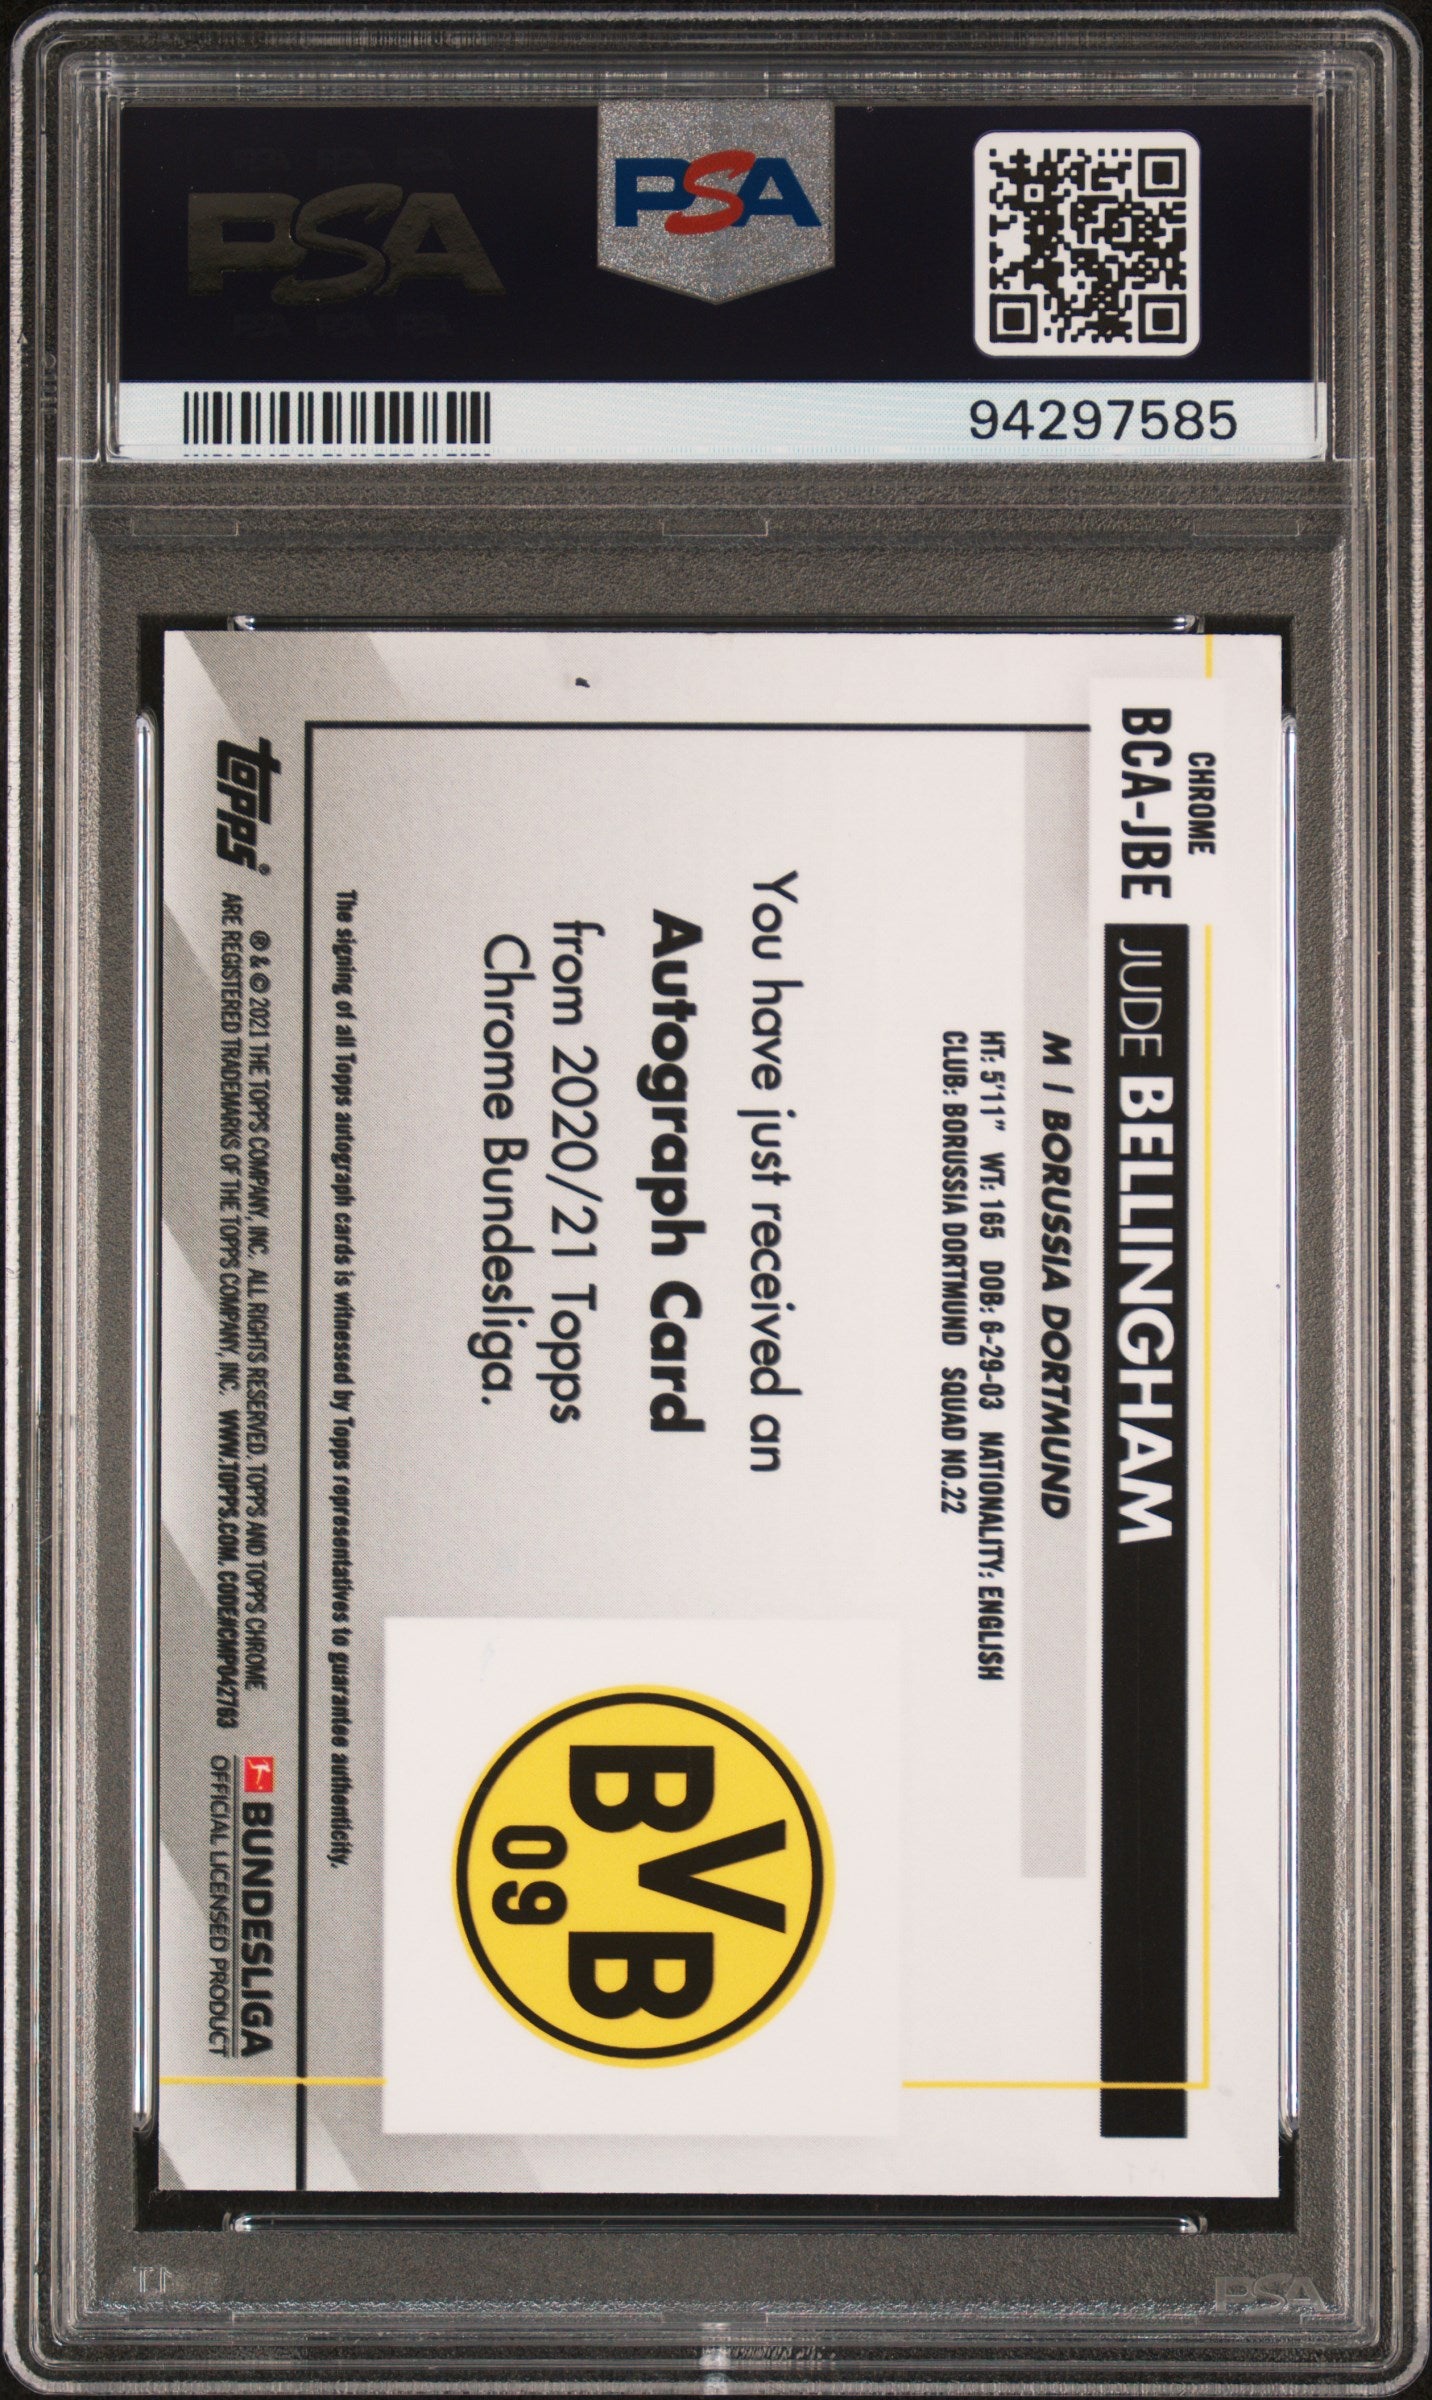 PSA
PSA
94297585
CHROME
BCA-JBE
JUDE BELLINGHAM
M / BORUSSIA DORTMUND
HT: 5'11" WT: 165 DOB: 6-29-03 NATIONALITY: ENGLISH
CLUB: BORUSSIA DORTMUND SQUAD NO.22
You have just received an
Autograph Card
from 2020/21 Topps
Chrome Bundesliga.
BVB
09
The signing of all Topps autograph cards is witnessed by Topps representatives to guarantee authenticity.
topps®
® & © 2021 THE TOPPS COMPANY, INC. ALL RIGHTS RESERVED. TOPPS AND TOPPS CHROME
ARE REGISTERED TRADEMARKS OF THE TOPPS COMPANY, INC. WWW.TOPPS.COM. CODE#CMP042763
BUNDESLIGA
OFFICIAL LICENSED PRODUCT
PSA